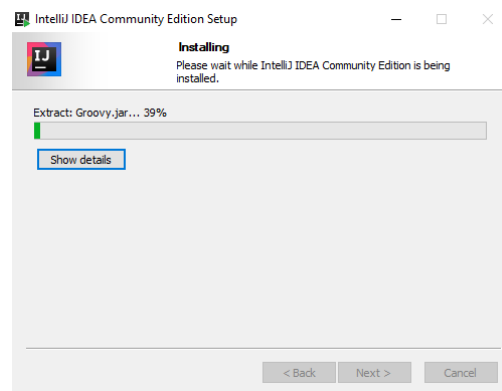 IntelliJ IDEA Community Edition Setup
Installing
Please wait while IntelliJ IDEA Community Edition is being
installed.
Extract: Groovy.jar... 39%
Show details
< Back Next > Cancel